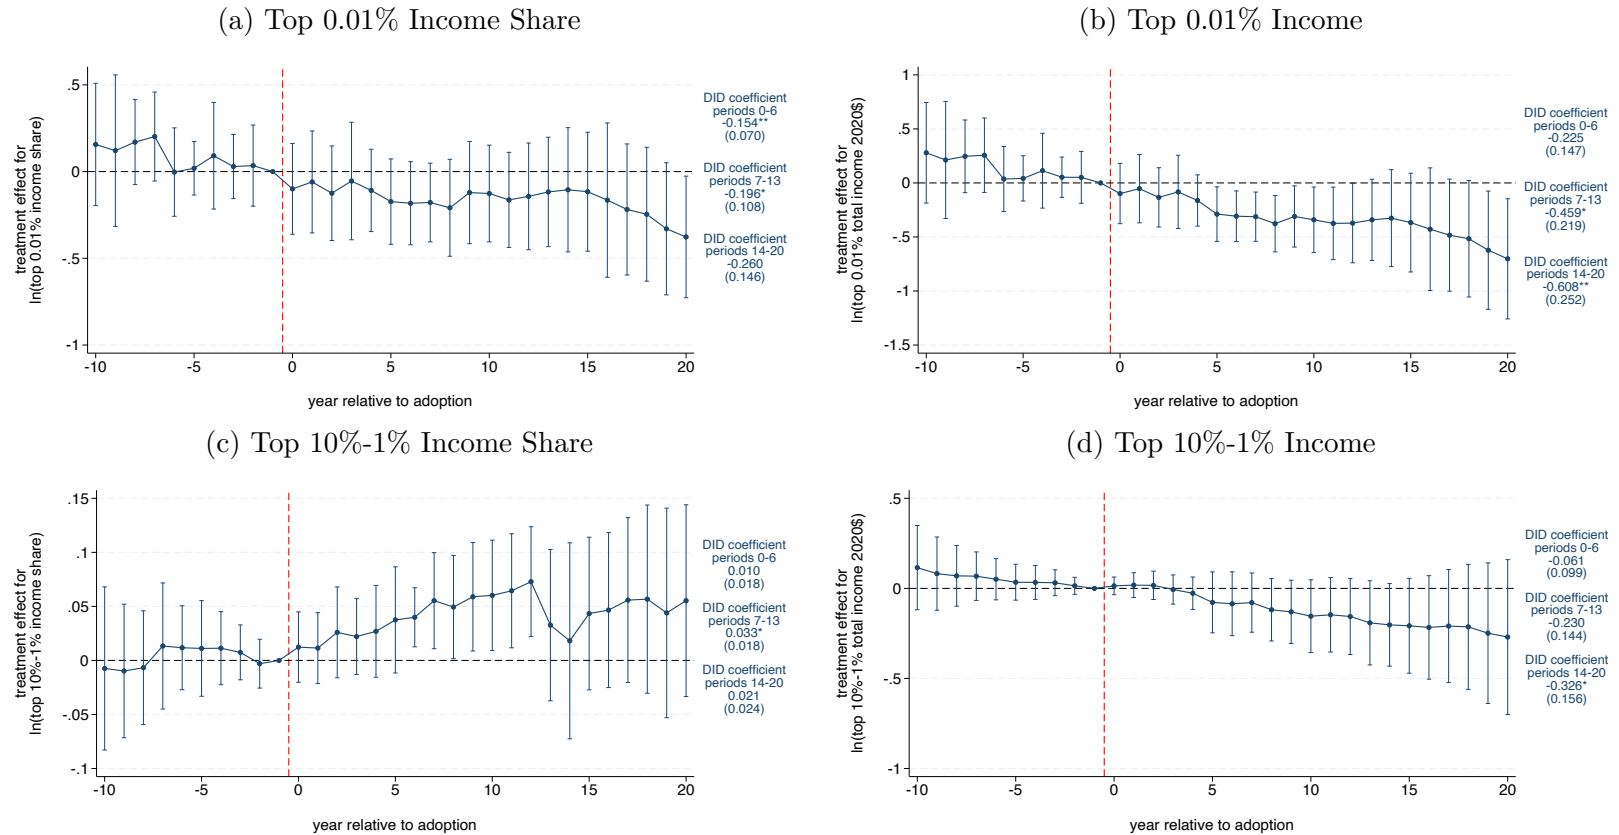 (a) Top 0.01% Income Share
treatment effect for
ln(top 0.01% income share)
.5
0
-.5
-1
-10
-5
0
5
10
15
20
year relative to adoption
DID coefficient
periods 0-6
-0.154**
(0.070)
DID coefficient
periods 7-13
-0.196*
(0.108)
DID coefficient
periods 14-20
-0.260
(0.146)
(b) Top 0.01% Income
treatment effect for
ln(top 0.01% total income 2020$)
1
.5
0
-.5
-1
-1.5
-10
-5
0
5
10
15
20
year relative to adoption
DID coefficient
periods 0-6
-0.225
(0.147)
DID coefficient
periods 7-13
-0.459*
(0.219)
DID coefficient
periods 14-20
-0.608**
(0.252)
(c) Top 10%-1% Income Share
treatment effect for
ln(top 10%-1% income share)
.15
.1
.05
0
-.05
-.1
-10
-5
0
5
10
15
20
year relative to adoption
DID coefficient
periods 0-6
0.010
(0.018)
DID coefficient
periods 7-13
0.033*
(0.018)
DID coefficient
periods 14-20
0.021
(0.024)
(d) Top 10%-1% Income
treatment effect for
ln(top 10%-1% total income 2020$)
.5
0
-.5
-1
-10
-5
0
5
10
15
20
year relative to adoption
DID coefficient
periods 0-6
-0.061
(0.099)
DID coefficient
periods 7-13
-0.230
(0.144)
DID coefficient
periods 14-20
-0.326*
(0.156)